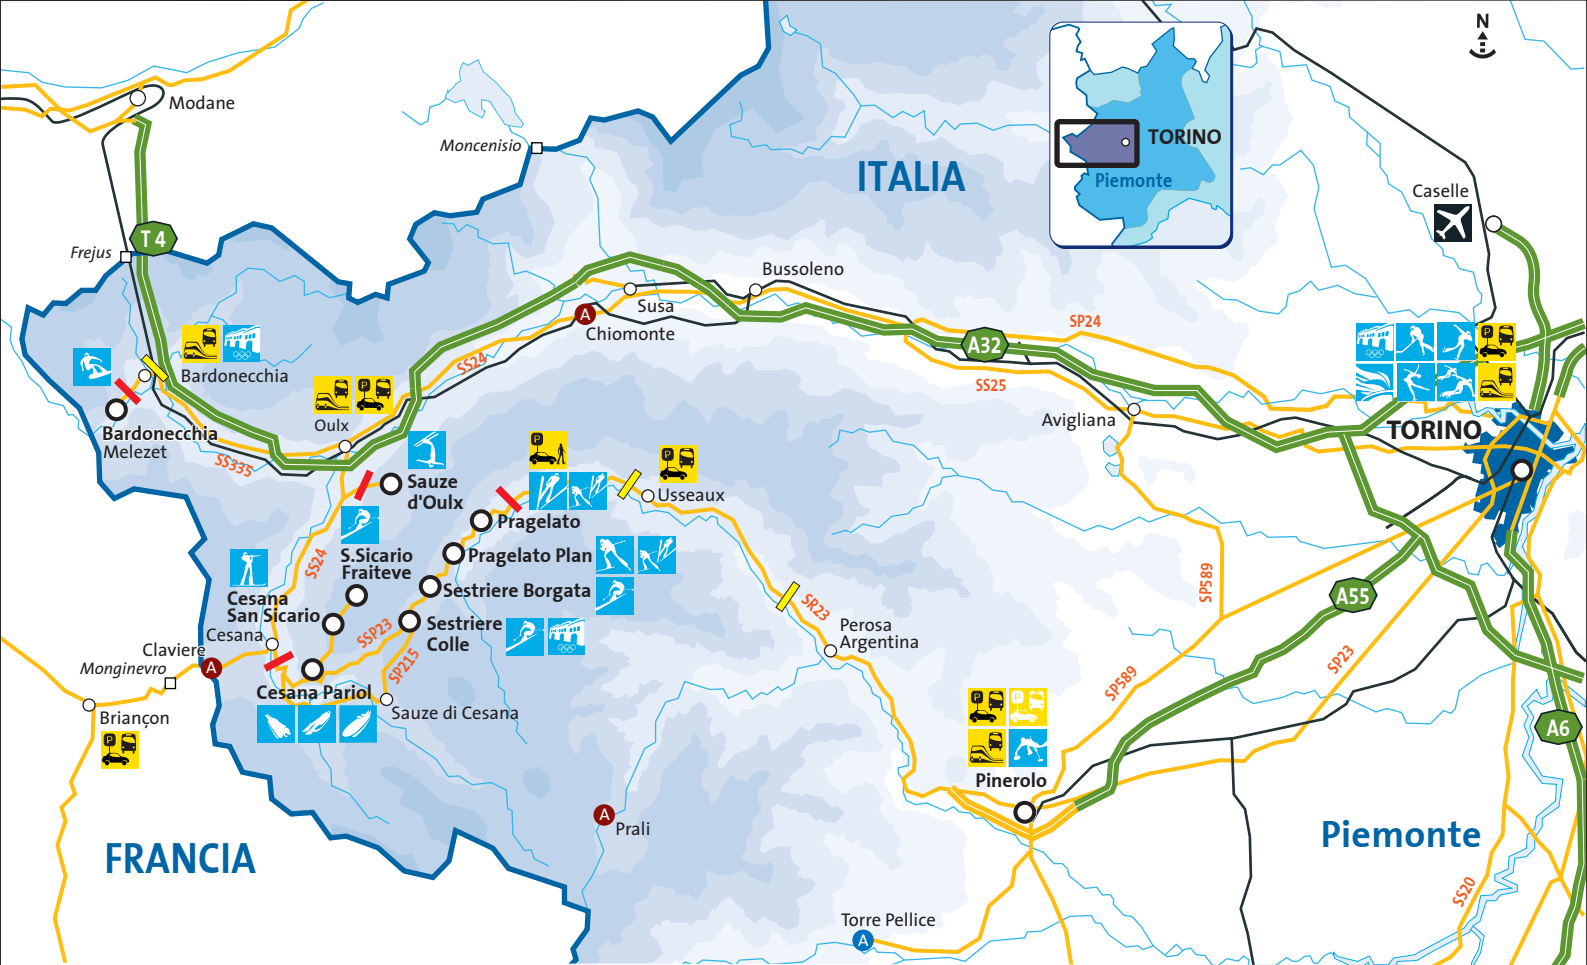 N
Modane
Moncenisio
ITALIA
TORINO
Piemonte
Caselle
T 4
Frejus
Bussoleno
Susa
A
Chiomonte
SP24
A32
SS24
SS25
Bardonecchia
Bardonecchia
Melezet
SS335
Oulx
P
Avigliana
P
TORINO
Sauze
d'Oulx
P
P
Usseaux
Pragelato
S.Sicario
Fraiteve
Pragelato Plan
SS24
Sestriere Borgata
Cesana
San Sicario
SSP23
Sestriere
Colle
SP215
SR23
Perosa
Argentina
SP589
A55
SP23
SP589
Cesana
Claviere
Monginevro
A
Cesana Pariol
Sauze di Cesana
Briançon
P
P
P
Pinerolo
A6
A
Prali
FRANCIA
Piemonte
SS20
Torre Pellice
A